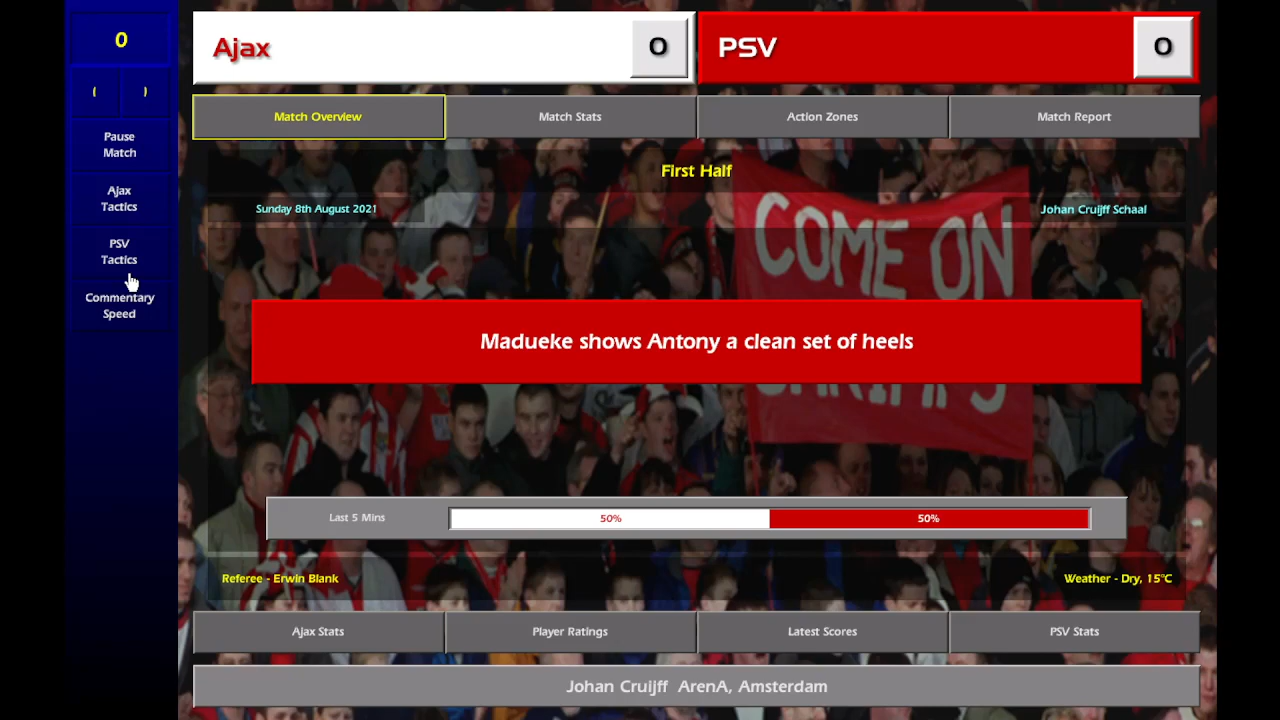 0
Ajax
0
PSV
0
( )
Pause
Match
Ajax
Tactics
PSV
Tactics
Commentary
Speed
Match Overview
Match Stats
Action Zones
Match Report
First Half
Sunday 8th August 2021
Johan Cruijff Schaal
COME ON
Madueke shows Antony a clean set of heels
Last 5 Mins
50%
50%
Referee - Erwin Blank
Weather - Dry, 15°C
Ajax Stats
Player Ratings
Latest Scores
PSV Stats
Johan Cruijff ArenA, Amsterdam